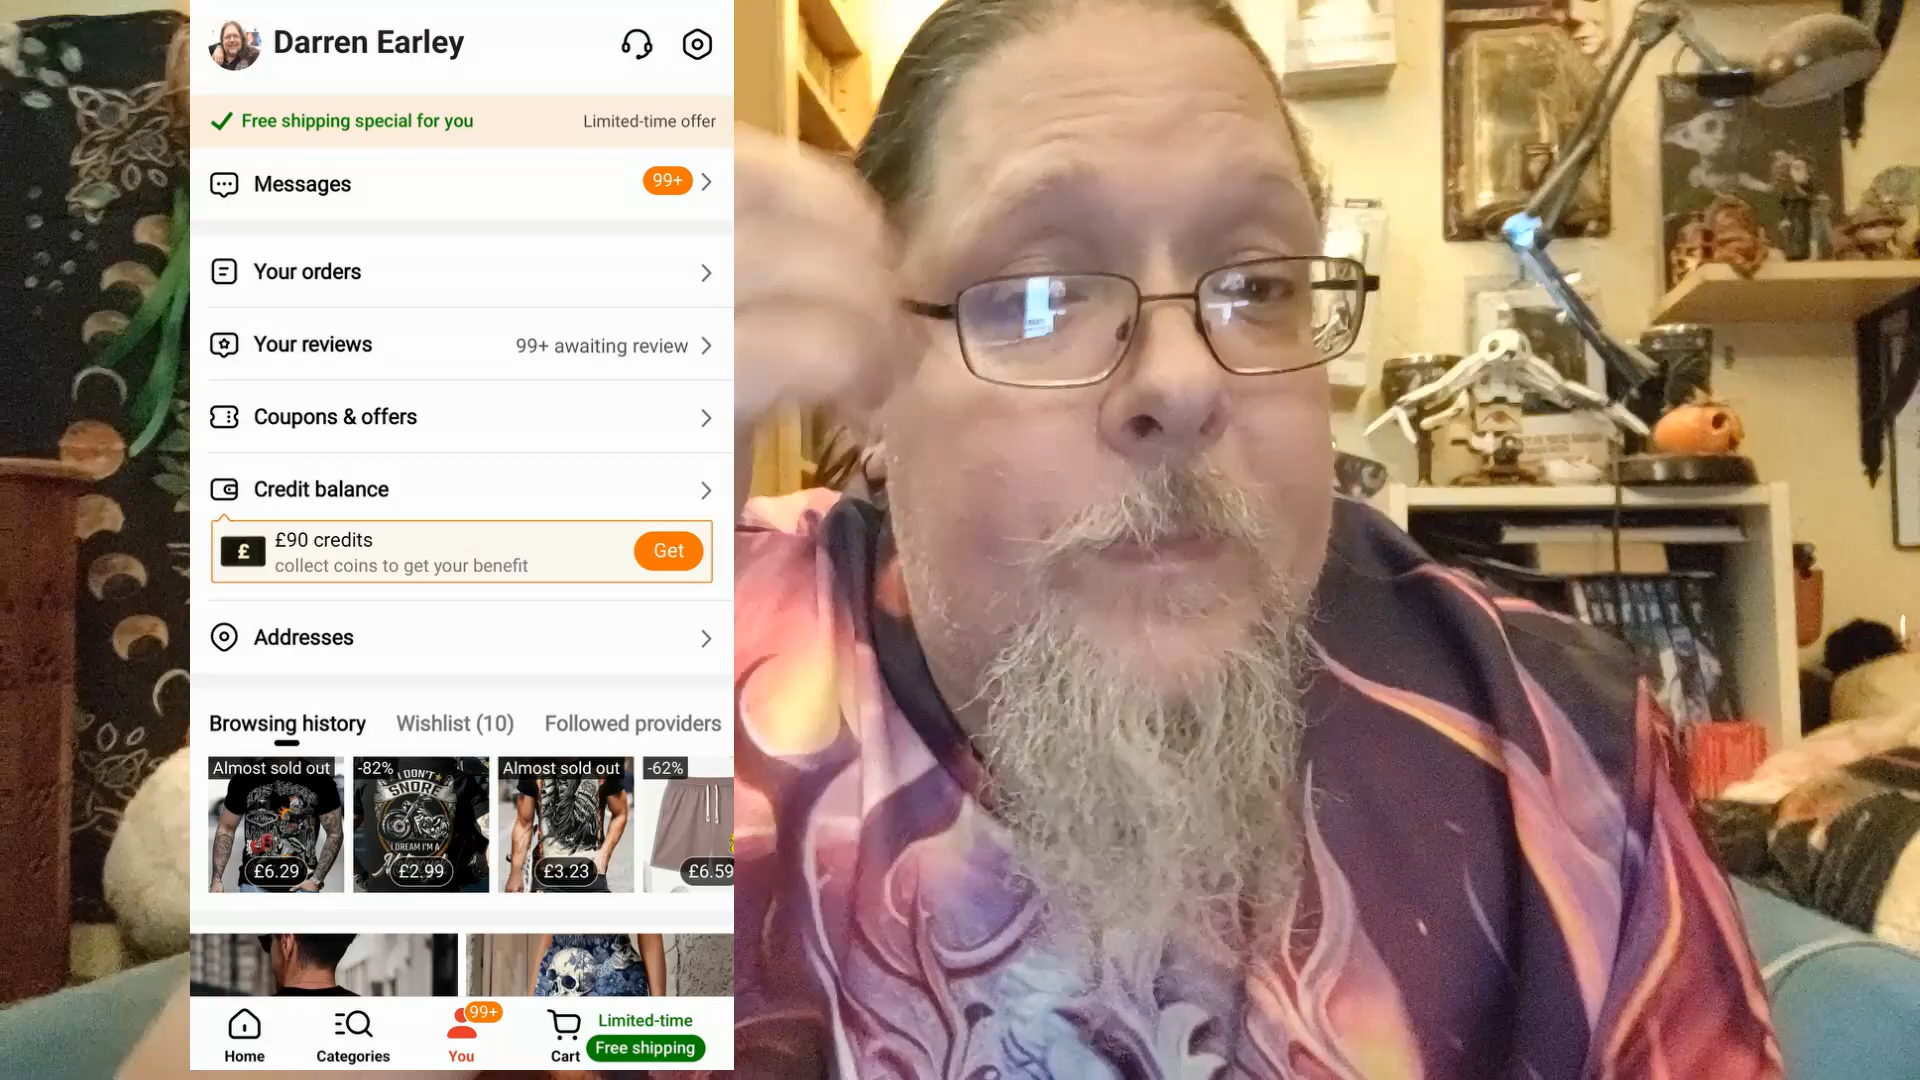 Darren Earley
Free shipping special for you
Limited-time offer
Messages
99+
Your orders
Your reviews
99+ awaiting review
Coupons & offers
Credit balance
£
£90 credits
collect coins to get your benefit
Get
Addresses
Browsing history
Wishlist (10)
Followed providers
Almost sold out
-82%
Almost sold out
-62%
I DON'T
SNORE
I DREAM I'M A
£6.29
£2.99
£3.23
£6.59
99+
Limited-time
Free shipping
Home
Categories
You
Cart